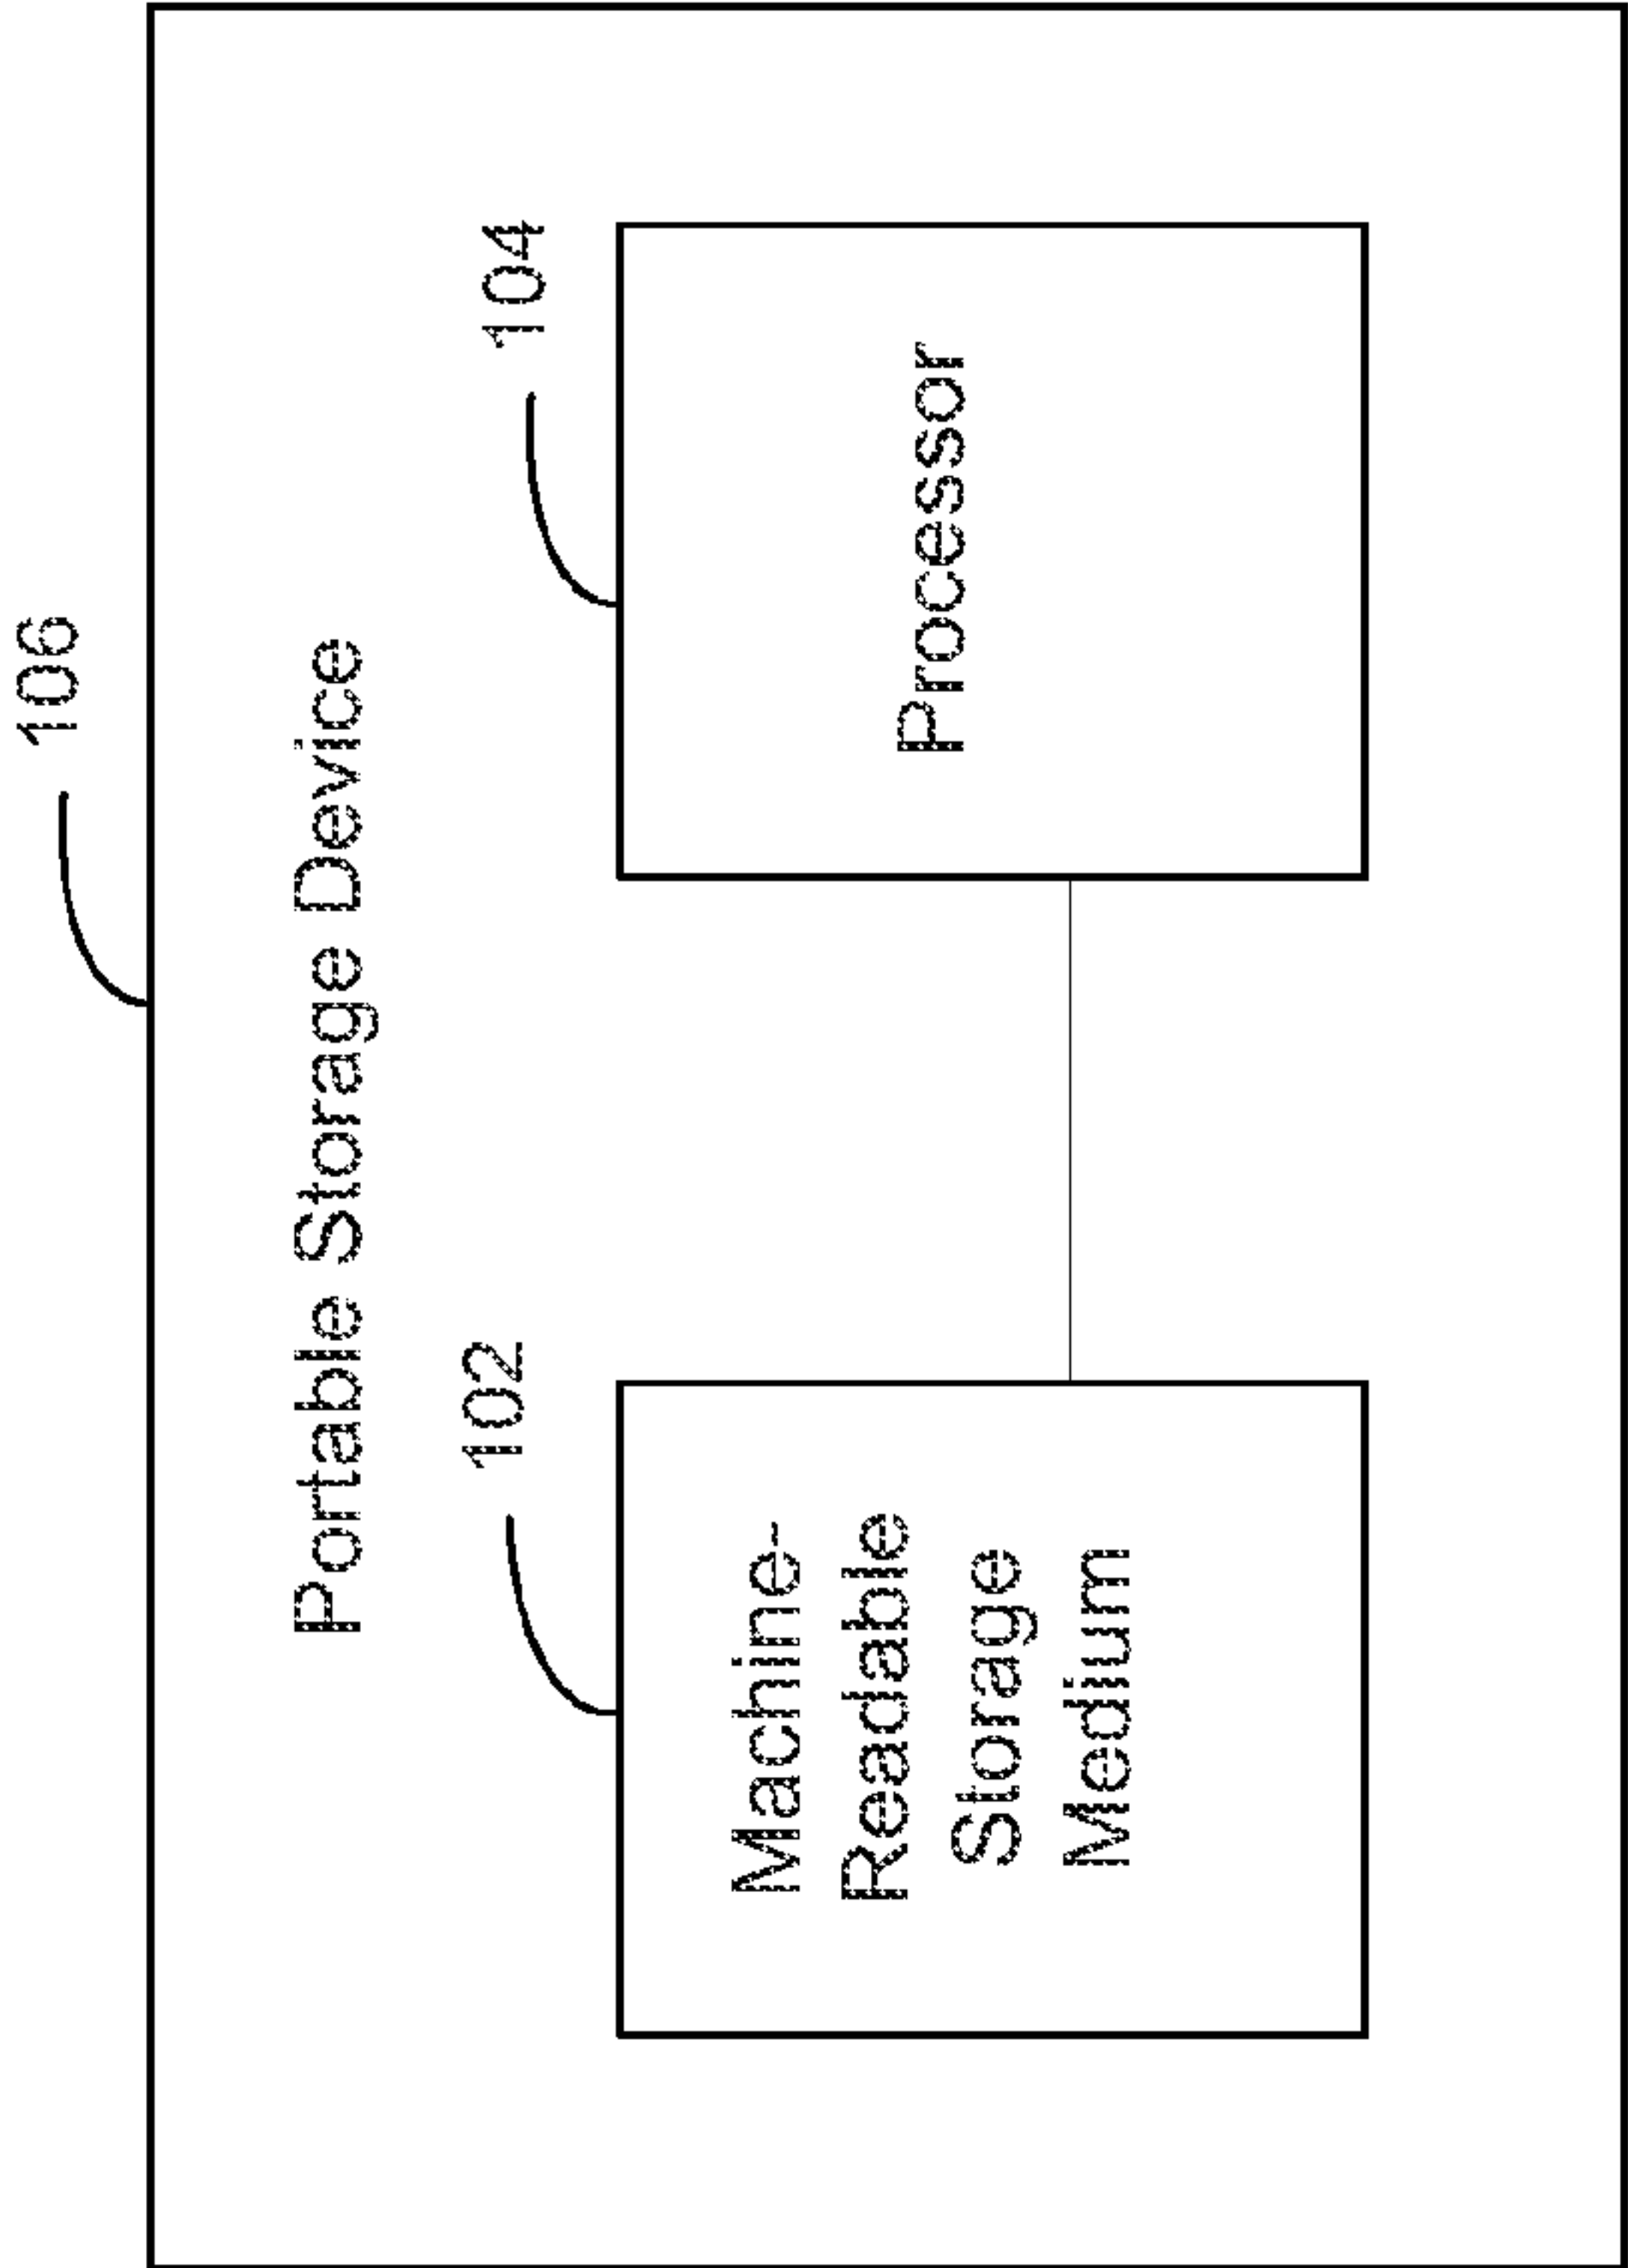 106
Portable Storage Device
102
104
Machine-
Readable
Storage
Medium
Processor